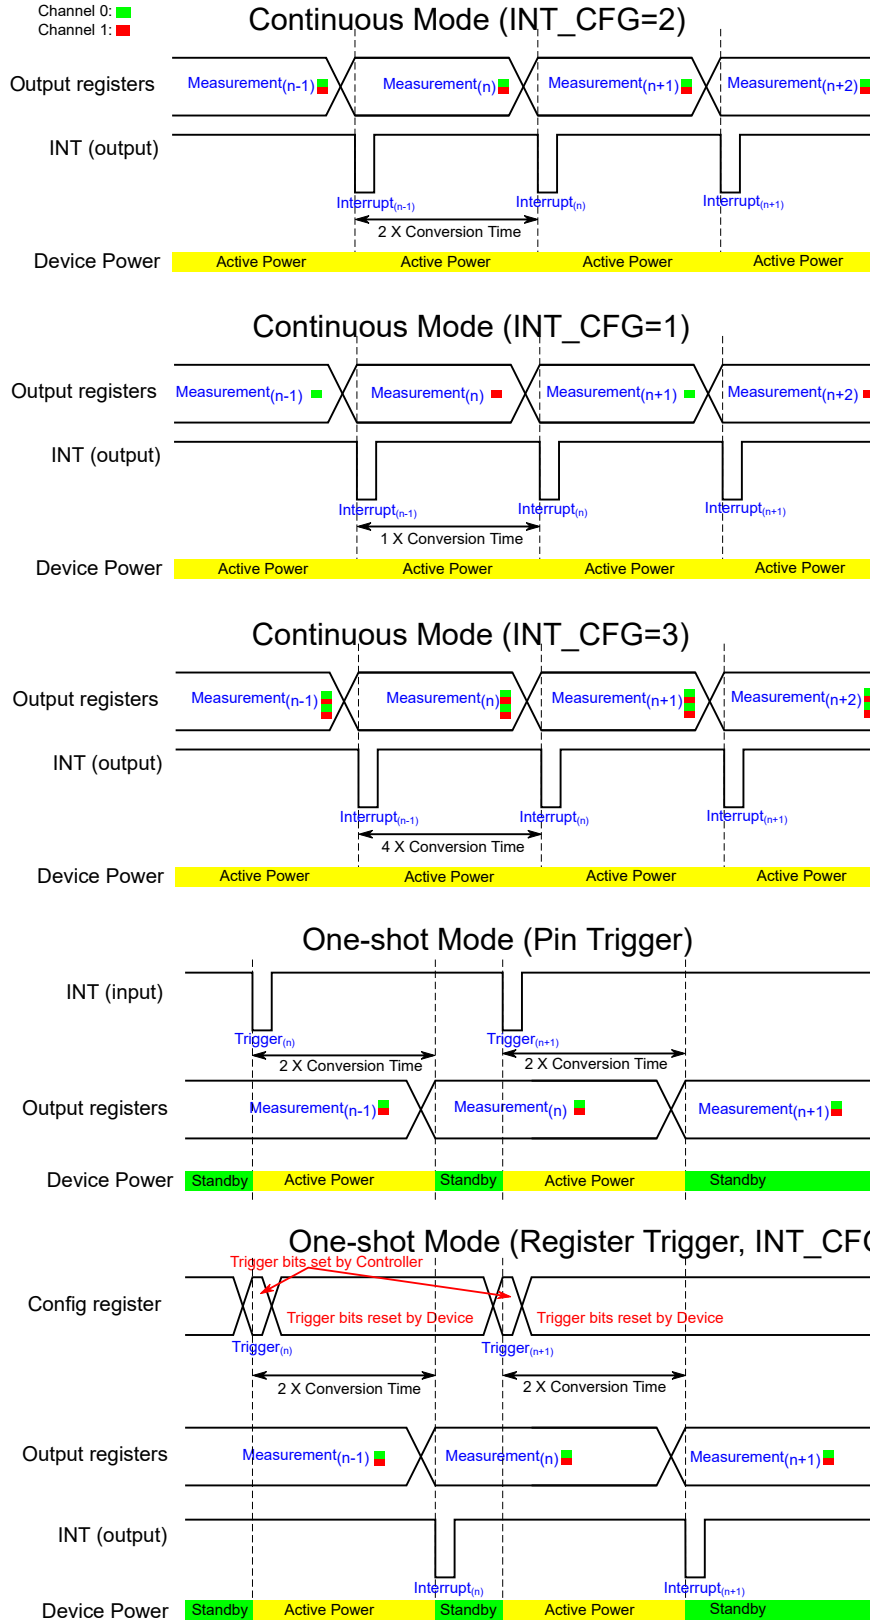 Channel 0:
Channel 1:
Continuous Mode (INT_CFG=2)
Output registers
Measurement(n-1)
Measurement(n)
Measurement(n+1)
Measurement(n+2)
INT (output)
Interrupt(n-1)
Interrupt(n)
Interrupt(n+1)
2 X Conversion Time
Device Power
Active Power
Active Power
Active Power
Active Power
Continuous Mode (INT_CFG=1)
Output registers
Measurement(n-1)
Measurement(n)
Measurement(n+1)
Measurement(n+2)
INT (output)
Interrupt(n-1)
Interrupt(n)
Interrupt(n+1)
1 X Conversion Time
Device Power
Active Power
Active Power
Active Power
Active Power
Continuous Mode (INT_CFG=3)
Output registers
Measurement(n-1)
Measurement(n)
Measurement(n+1)
Measurement(n+2)
INT (output)
Interrupt(n-1)
Interrupt(n)
Interrupt(n+1)
4 X Conversion Time
Device Power
Active Power
Active Power
Active Power
Active Power
One-shot Mode (Pin Trigger)
INT (input)
Trigger(n)
Trigger(n+1)
2 X Conversion Time
2 X Conversion Time
Output registers
Measurement(n-1)
Measurement(n)
Measurement(n+1)
Device Power
Standby
Active Power
Standby
Active Power
Standby
One-shot Mode (Register Trigger, INT_CFG
Trigger bits set by Controller
Config register
Trigger bits reset by Device
Trigger bits reset by Device
Trigger(n)
Trigger(n+1)
2 X Conversion Time
2 X Conversion Time
Output registers
Measurement(n-1)
Measurement(n)
Measurement(n+1)
INT (output)
Interrupt(n)
Interrupt(n+1)
Device Power
Standby
Active Power
Standby
Active Power
Standby